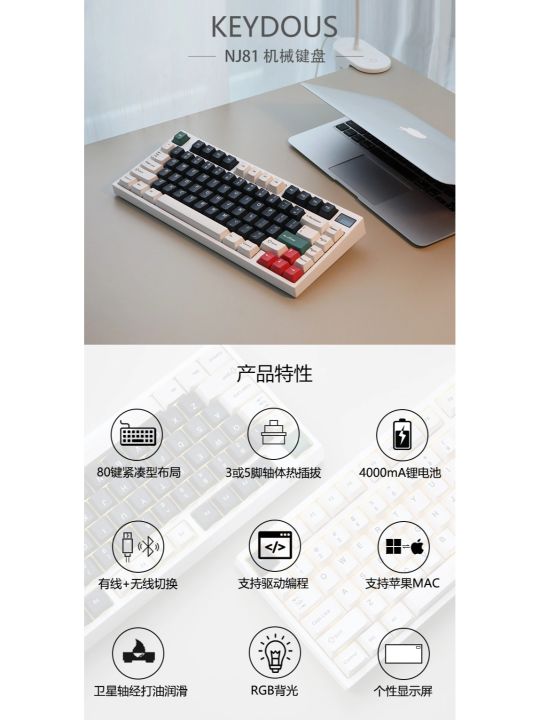 KEYDOUS
NJ81 机械键盘
产品特性
80键紧凑型布局
3或5脚轴体热插拔
4000mA锂电池
有线+无线切换
支持驱动编程
支持苹果MAC
卫星轴经打油润滑
RGB背光
个性显示屏